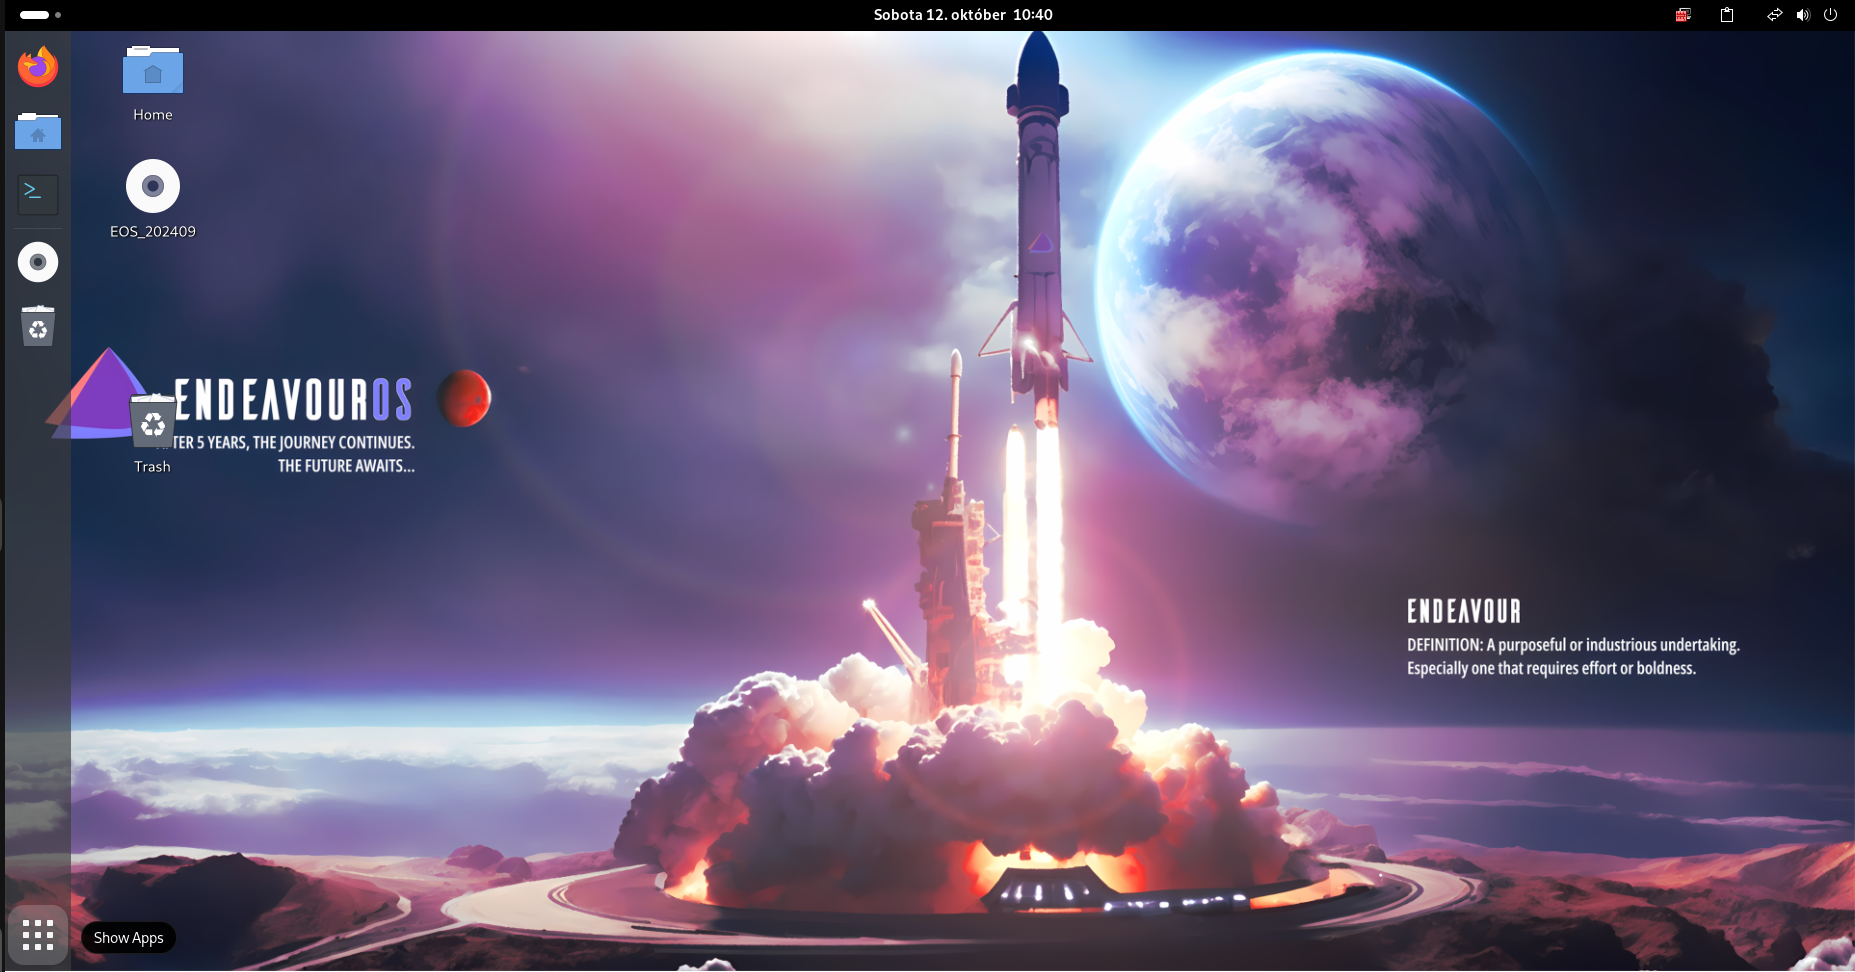 Sobota 12. október 10:40
Home
EOS_202409
ENDEAVOUROS
TER 5 YEARS, THE JOURNEY CONTINUES.
THE FUTURE AWAITS...
Trash
ENDEAVOUR
DEFINITION: A purposeful or industrious undertaking.
Especially one that requires effort or boldness.
Show Apps